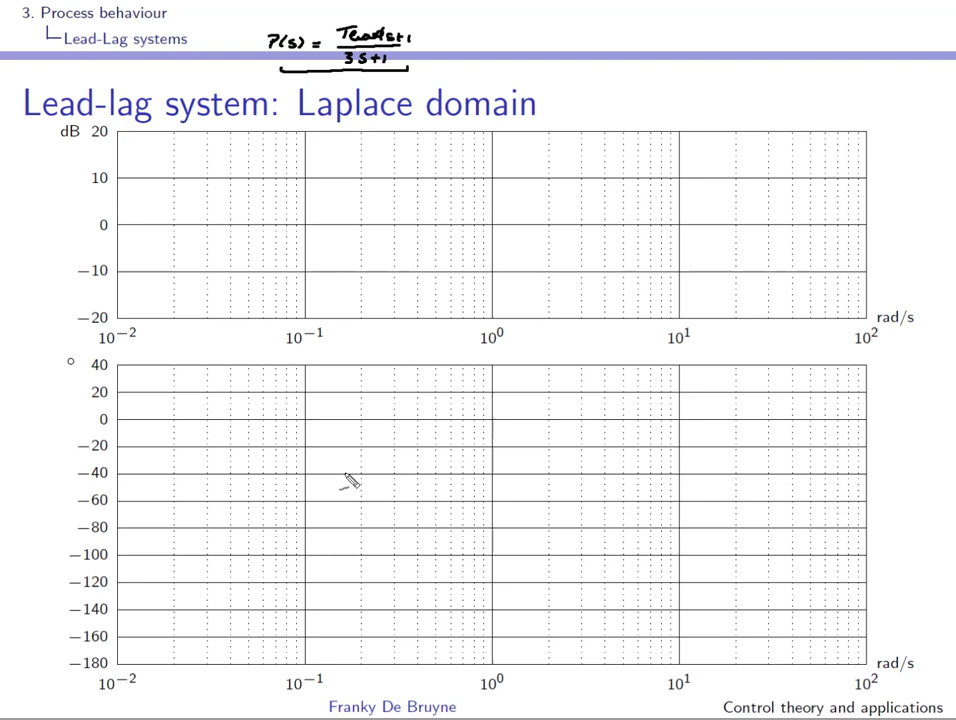 3. Process behaviour
Lead-Lag systems
P(s) = Tlead s+1
3s+1
Lead-lag system: Laplace domain
dB 20
10
0
−10
−20
rad/s
10−2 10−1 100 101 102
° 40
20
0
−20
−40
−60
−80
−100
−120
−140
−160
−180
rad/s
10−2 10−1 100 101 102
Franky De Bruyne
Control theory and applications